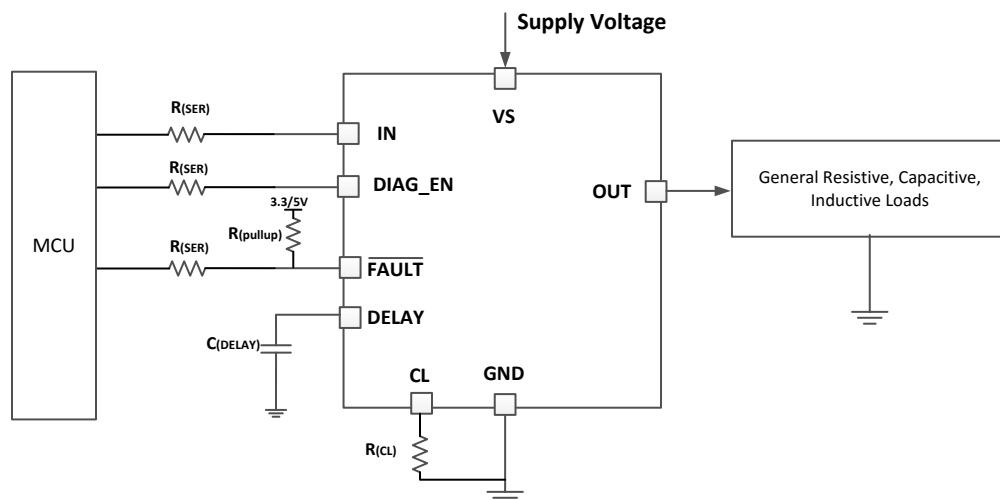 Supply Voltage
VS
MCU
R(SER)
IN
R(SER)
DIAG_EN
3.3/5V
R(pullup)
R(SER)
FAULT
DELAY
C(DELAY)
CL
GND
R(CL)
OUT
General Resistive, Capacitive,
Inductive Loads